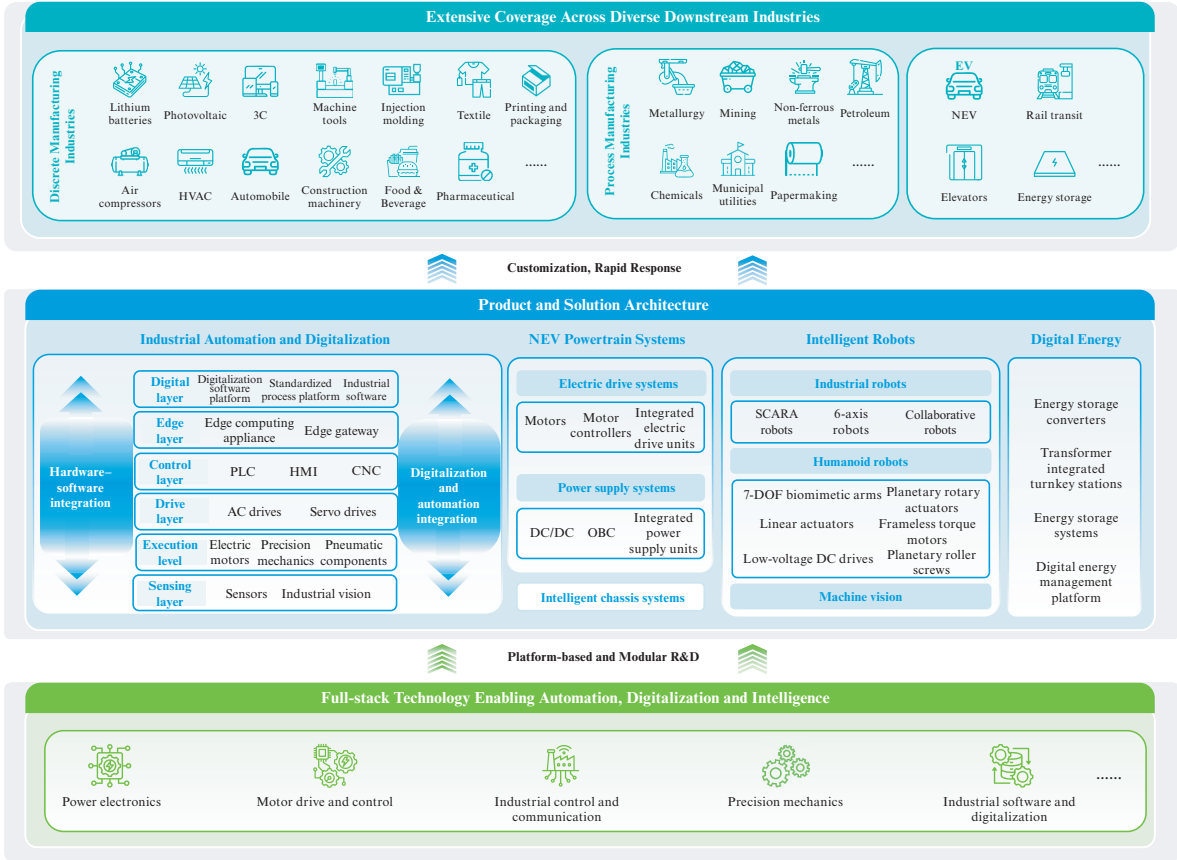 Extensive Coverage Across Diverse Downstream Industries
Discrete Manufacturing
Industries
Lithium
batteries
Photovoltaic
3C
Machine
tools
Injection
molding
Textile
Printing and
packaging
Air
compressors
HVAC
Automobile
Construction
machinery
Food &
Beverage
Pharmaceutical
......
Process Manufacturing
Industries
Metallurgy
Mining
Non-ferrous
metals
Petroleum
Chemicals
Municipal
utilities
Papermaking
......
EV
NEV
Rail transit
Elevators
Energy storage
......
Customization, Rapid Response
Product and Solution Architecture
Industrial Automation and Digitalization
Hardware–
software
integration
Digital
layer
Digitalization
software
platform
Standardized
process platform
Industrial
software
Edge
layer
Edge computing
appliance
Edge gateway
Control
layer
PLC
HMI
CNC
Drive
layer
AC drives
Servo drives
Execution
level
Electric
motors
Precision
mechanics
Pneumatic
components
Sensing
layer
Sensors
Industrial vision
Digitalization
and
automation
integration
NEV Powertrain Systems
Electric drive systems
Motors
Motor
controllers
Integrated
electric
drive units
Power supply systems
DC/DC
OBC
Integrated
power
supply units
Intelligent chassis systems
Intelligent Robots
Industrial robots
SCARA
robots
6-axis
robots
Collaborative
robots
Humanoid robots
7-DOF biomimetic arms
Planetary rotary
actuators
Linear actuators
Frameless torque
motors
Low-voltage DC drives
Planetary roller
screws
Machine vision
Digital Energy
Energy storage
converters
Transformer
integrated
turnkey stations
Energy storage
systems
Digital energy
management
platform
Platform-based and Modular R&D
Full-stack Technology Enabling Automation, Digitalization and Intelligence
Power electronics
Motor drive and control
Industrial control and
communication
Precision mechanics
Industrial software and
digitalization
......